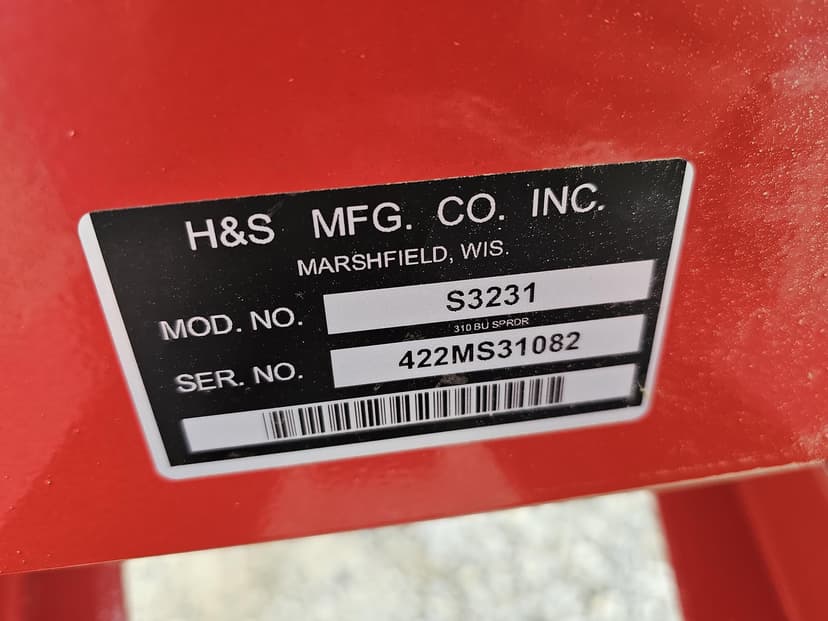 H&S MFG. CO. INC.
MARSHFIELD, WIS.
MOD. NO. S3231
310 BU SPRDR
SER. NO. 422MS31082